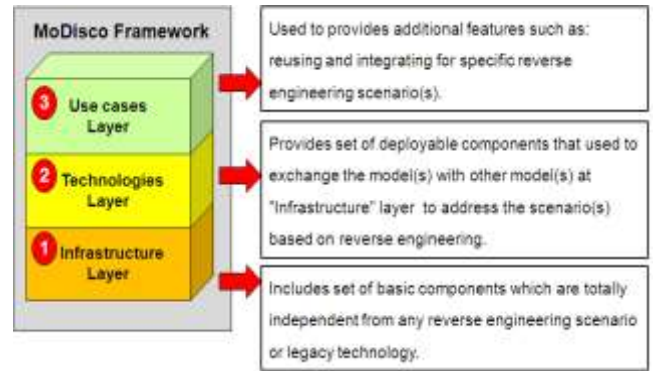 MoDisco Framework
3
Use cases
Layer
2
Technologies
Layer
1
Infrastructure
Layer
Used to provides additional features such as:
reusing and integrating for specific reverse
engineering scenario(s).
Provides set of deployable components that used to
exchange the model(s) with other model(s) at
"Infrastructure" layer to address the scenario(s)
based on reverse engineering.
Includes set of basic components which are totally
independent from any reverse engineering scenario
or legacy technology.